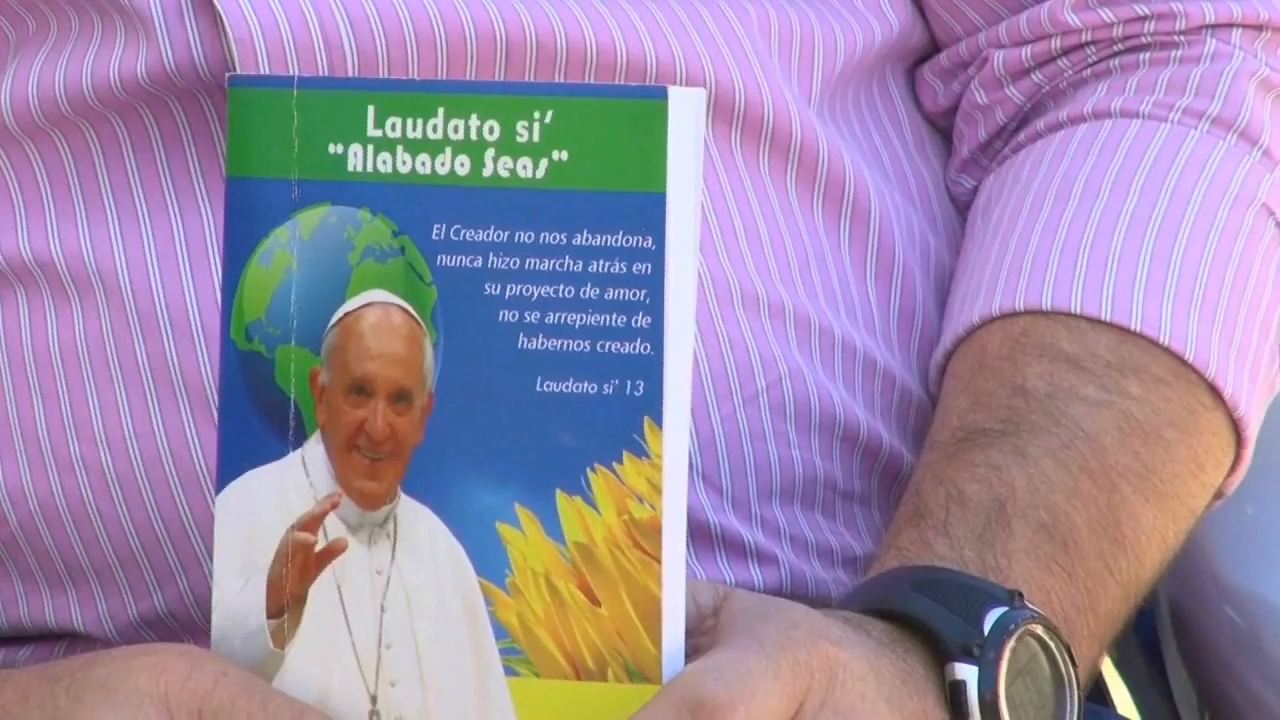 Laudato si'
"Alabado Seas"
El Creador no nos abandona,
nunca hizo marcha atrás en
su proyecto de amor,
no se arrepiente de
habernos creado.
Laudato si' 13